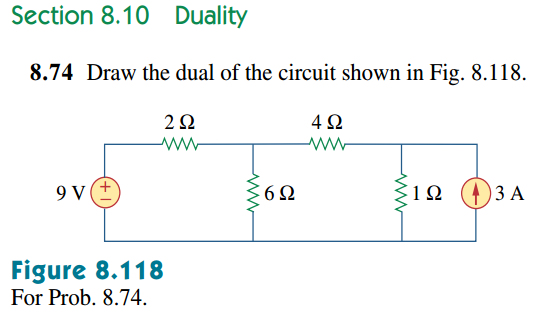 Section 8.10 Duality
8.74 Draw the dual of the circuit shown in Fig. 8.118.
2 Ω 4 Ω
9 V + − 6 Ω 1 Ω 3 A
Figure 8.118
For Prob. 8.74.